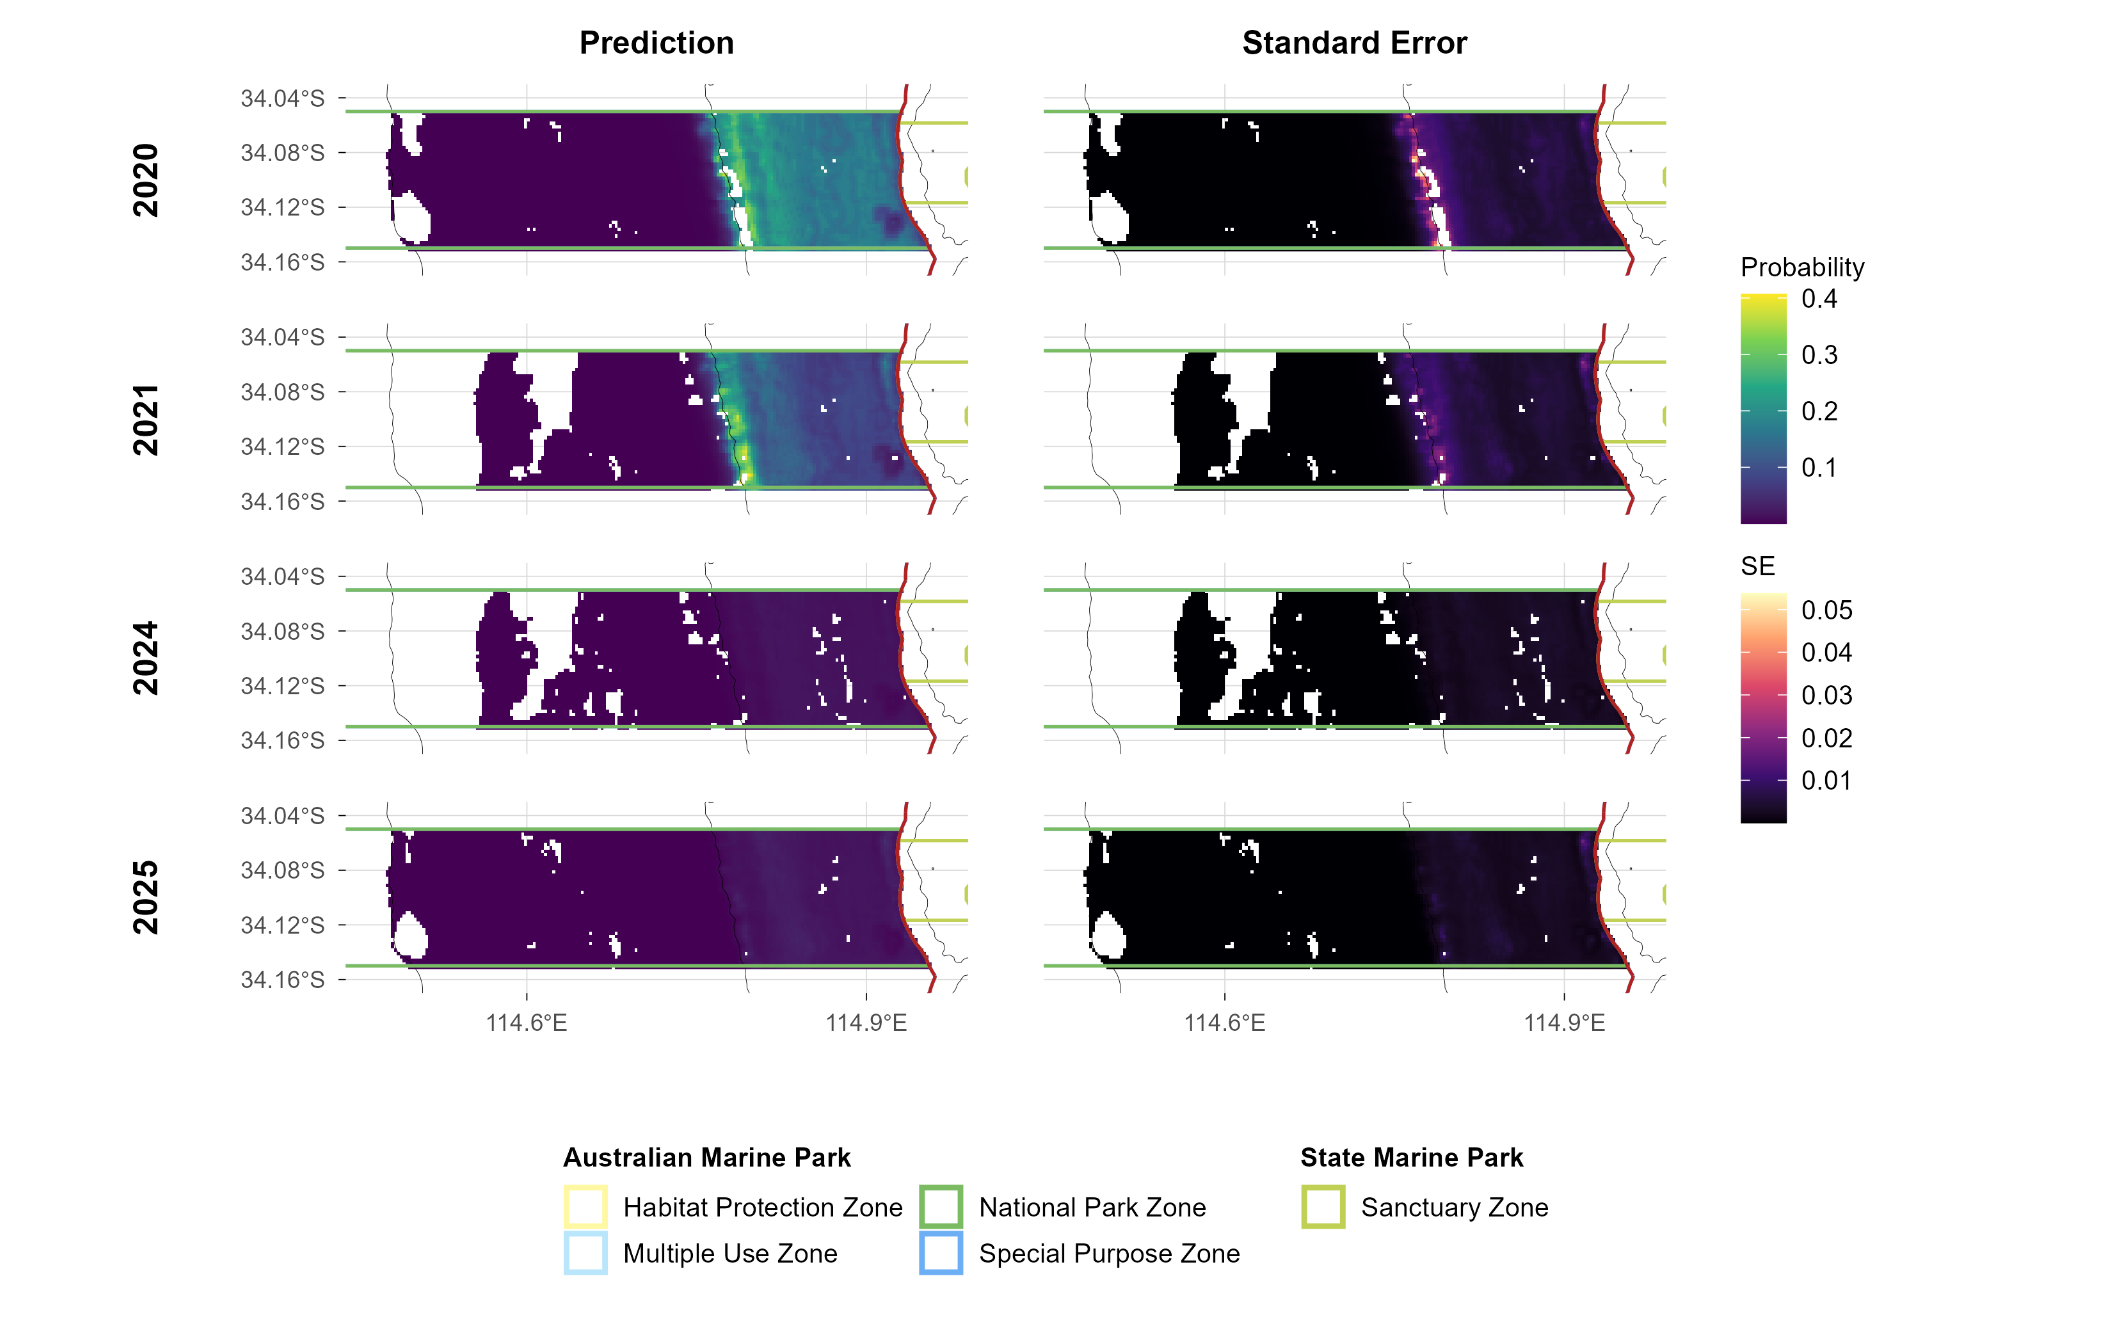 Prediction
Standard Error
2020
34.04°S
34.08°S
34.12°S
34.16°S
2021
34.04°S
34.08°S
34.12°S
34.16°S
2024
34.04°S
34.08°S
34.12°S
34.16°S
2025
34.04°S
34.08°S
34.12°S
34.16°S
114.6°E
114.9°E
114.6°E
114.9°E
Probability
0.4
0.3
0.2
0.1
SE
0.05
0.04
0.03
0.02
0.01
Australian Marine Park
Habitat Protection Zone
National Park Zone
Multiple Use Zone
Special Purpose Zone
State Marine Park
Sanctuary Zone